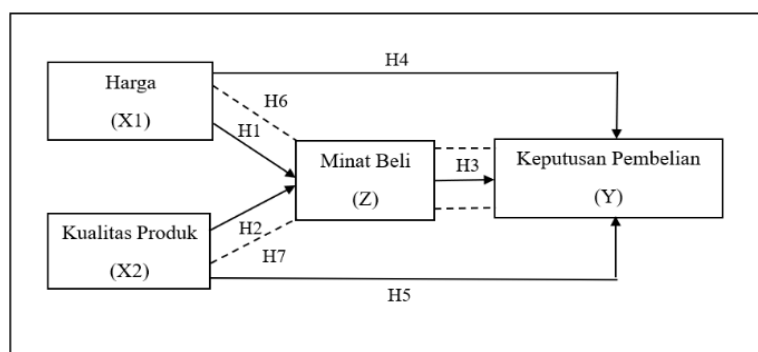 H4
Harga
(X1)
H6
H1
Minat Beli
(Z)
H3
Keputusan Pembelian
(Y)
Kualitas Produk
(X2)
H2
H7
H5